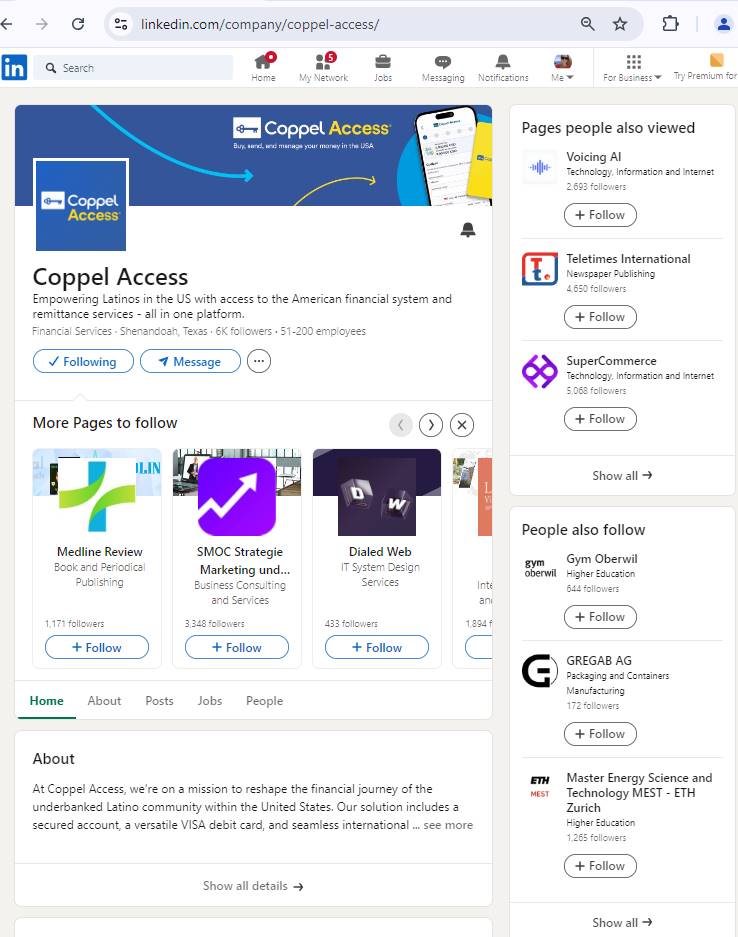 linkedin.com/company/coppel-access/
in
Search
Home
My Network
5
Jobs
Messaging
Notifications
Me
For Business
Try Premium for
Coppel Access
Buy, send, and manage your money in the USA
Coppel
Access
Coppel Access
Empowering Latinos in the US with access to the American financial system and
remittance services - all in one platform.
Financial Services · Shenandoah, Texas · 6K followers · 51-200 employees
Following
Message
More Pages to follow
Medline Review
Book and Periodical
Publishing
1,171 followers
+ Follow
SMOC Strategie
Marketing und...
Business Consulting
and Services
3,348 followers
+ Follow
D W
Dialed Web
IT System Design
Services
433 followers
+ Follow
1,894 f
Home
About
Posts
Jobs
People
About
At Coppel Access, we're on a mission to reshape the financial journey of the
underbanked Latino community within the United States. Our solution includes a
secured account, a versatile VISA debit card, and seamless international ... see more
Show all details →
Pages people also viewed
Voicing AI
Technology, Information and Internet
2,693 followers
+ Follow
Teletimes International
Newspaper Publishing
4,650 followers
+ Follow
SuperCommerce
Technology, Information and Internet
5,068 followers
+ Follow
Show all →
People also follow
gym
oberwil
Gym Oberwil
Higher Education
644 followers
+ Follow
GREGAB AG
Packaging and Containers
Manufacturing
172 followers
+ Follow
ETH
MEST
Master Energy Science and
Technology MEST - ETH
Zurich
Higher Education
1,265 followers
+ Follow
Show all →